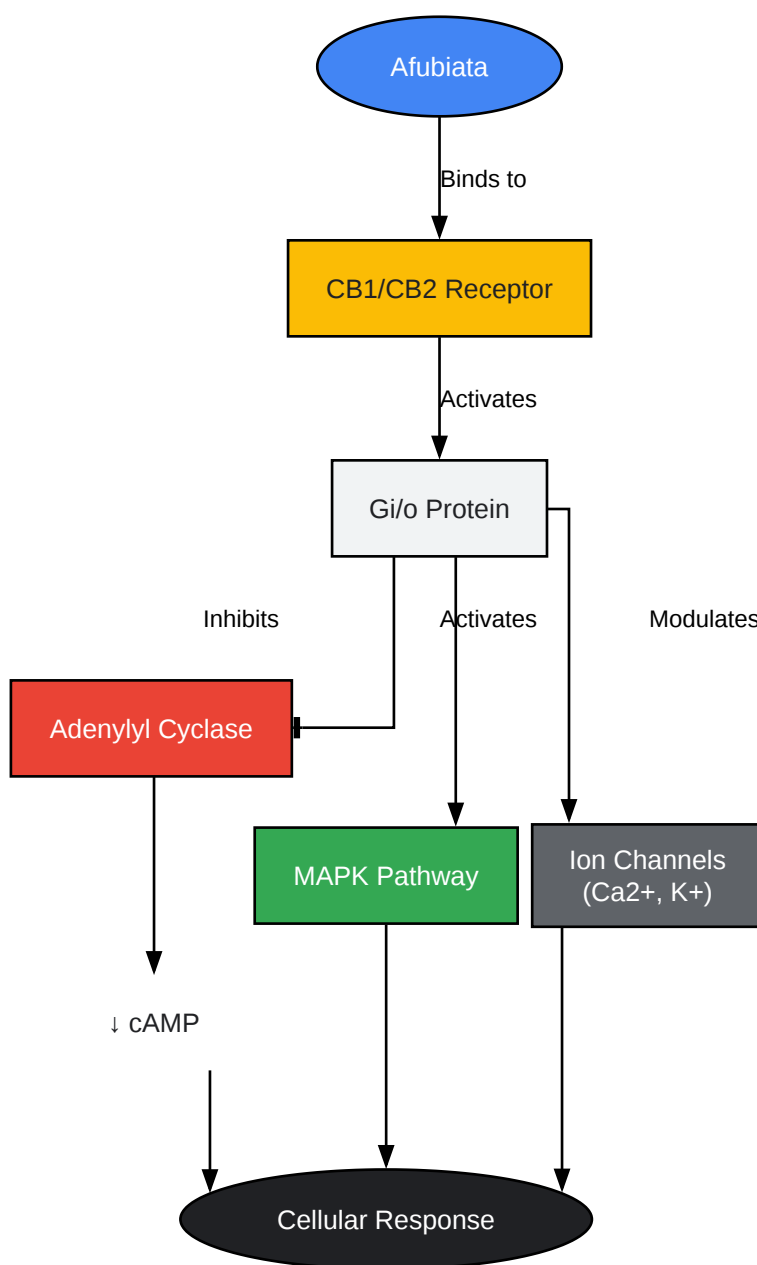 Afubiata
Binds to
CB1/CB2 Receptor
Activates
Gi/o Protein
Inhibits
Activates
Modulates
Adenylyl Cyclase
MAPK Pathway
Ion Channels
(Ca2+, K+)
↓ cAMP
Cellular Response